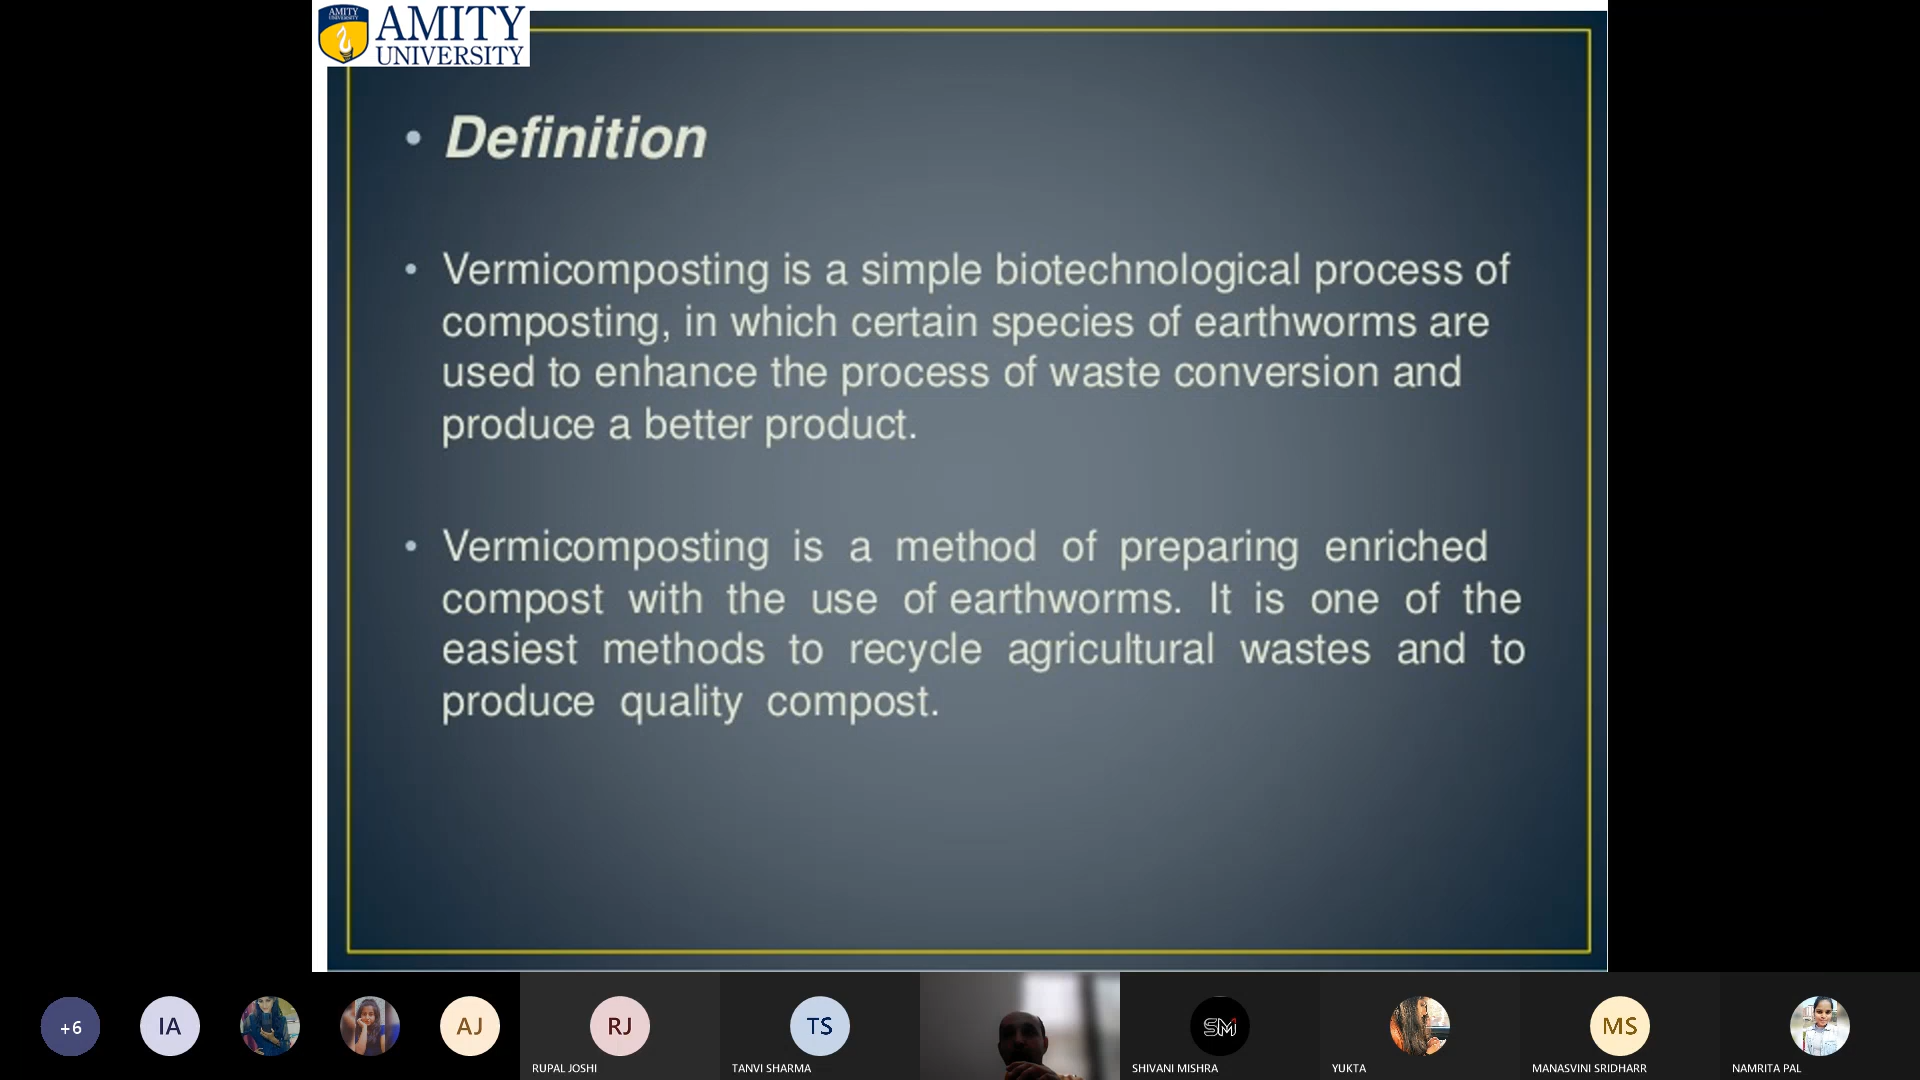 AMITY
UNIVERSITY
AMITY
UNIVERSITY
• Definition
• Vermicomposting is a simple biotechnological process of
composting, in which certain species of earthworms are
used to enhance the process of waste conversion and
produce a better product.
• Vermicomposting is a method of preparing enriched
compost with the use of earthworms. It is one of the
easiest methods to recycle agricultural wastes and to
produce quality compost.
+6
IA
AJ
RJ
TS
SM
MS
RUPAL JOSHI
TANVI SHARMA
SHIVANI MISHRA
YUKTA
MANASVINI SRIDHARR
NAMRITA PAL